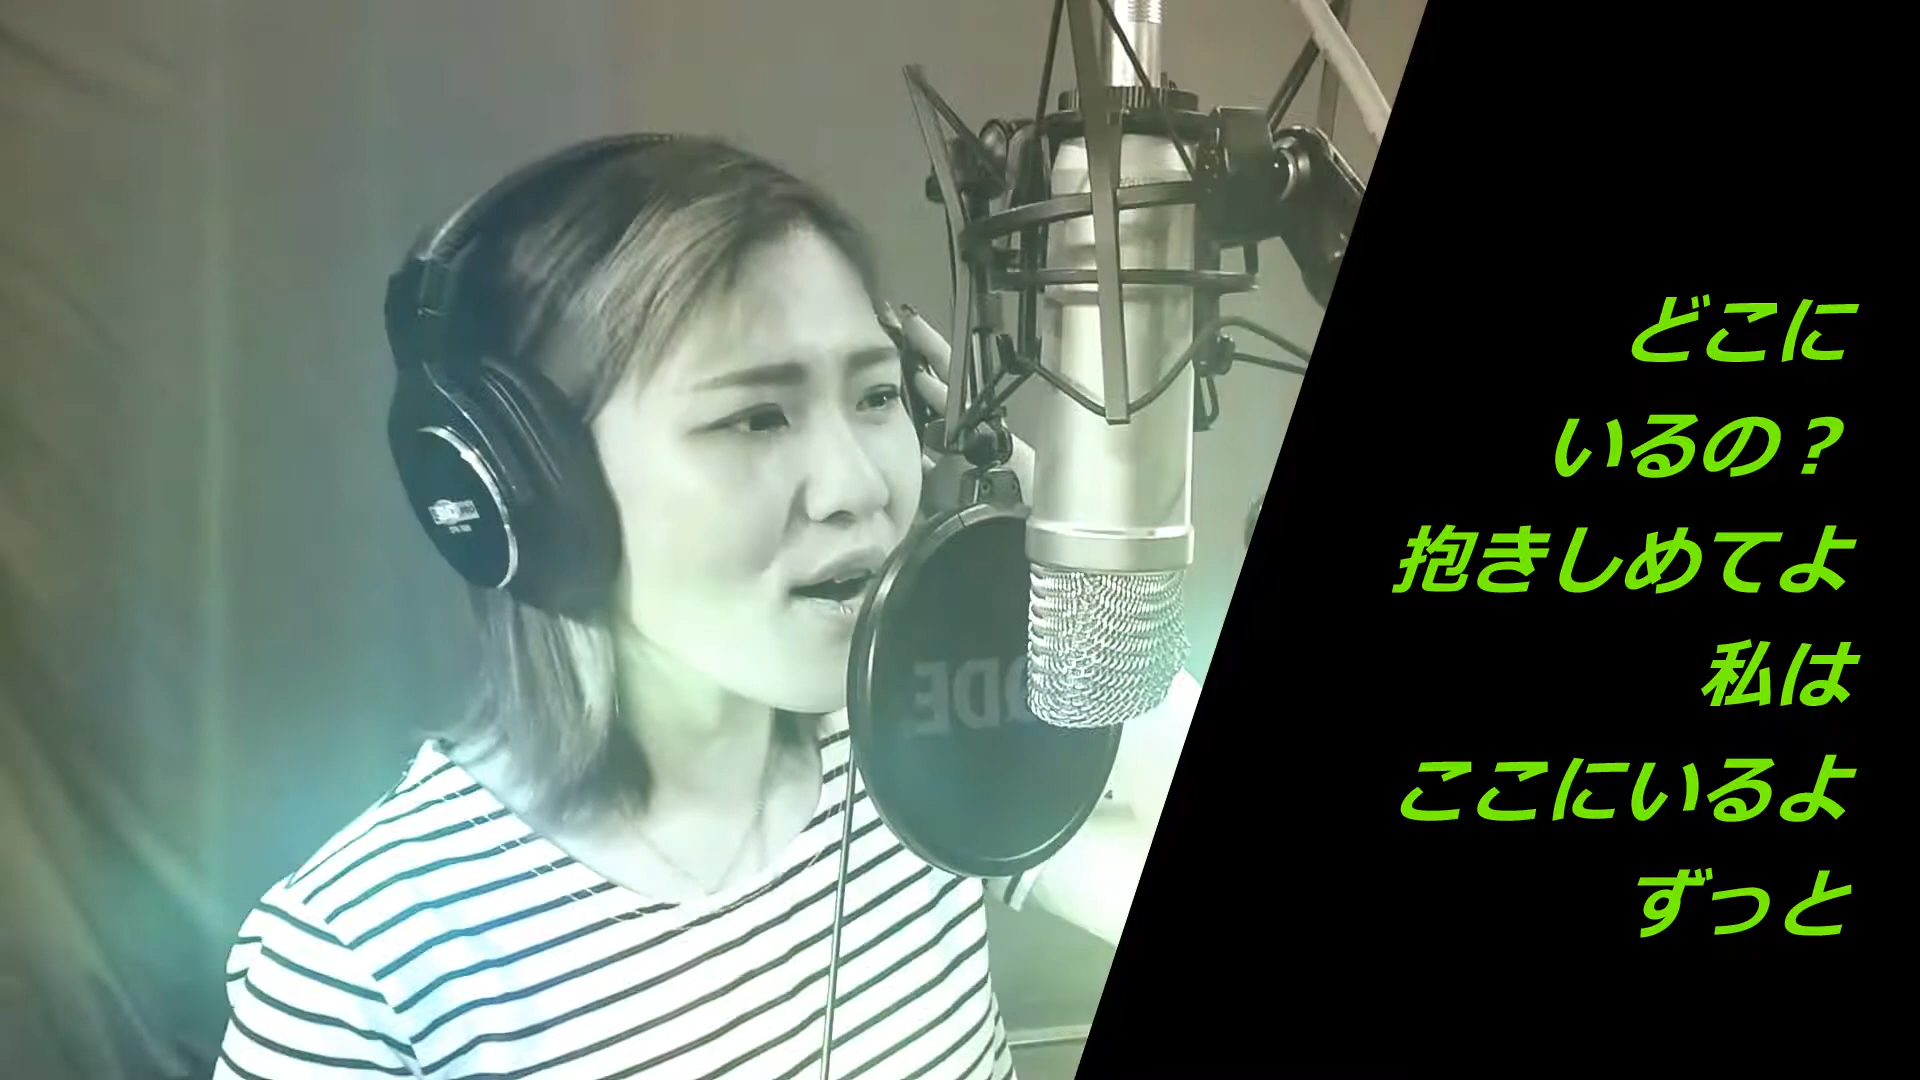 どこに
いるの？
抱きしめてよ
私は
ここにいるよ
ずっと